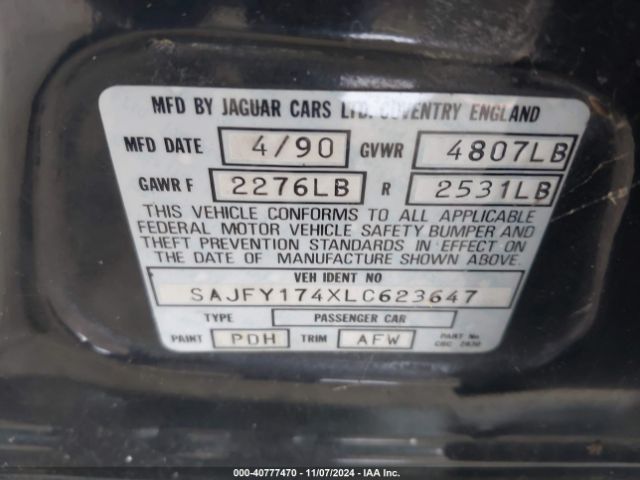 MFD BY JAGUAR CARS LTD. COVENTRY ENGLAND
MFD DATE 4/90 GVWR 4807LB
GAWR F 2276LB R 2531LB
THIS VEHICLE CONFORMS TO ALL APPLICABLE
FEDERAL MOTOR VEHICLE SAFETY BUMPER AND
THEFT PREVENTION STANDARDS IN EFFECT ON
THE DATE OF MANUFACTURE SHOWN ABOVE.
VEH IDENT NO
SAJFY174XLC623647
TYPE PASSENGER CAR
PAINT PDH TRIM AFW PART No
000-40777470 - 11/07/2024 - IAA Inc.